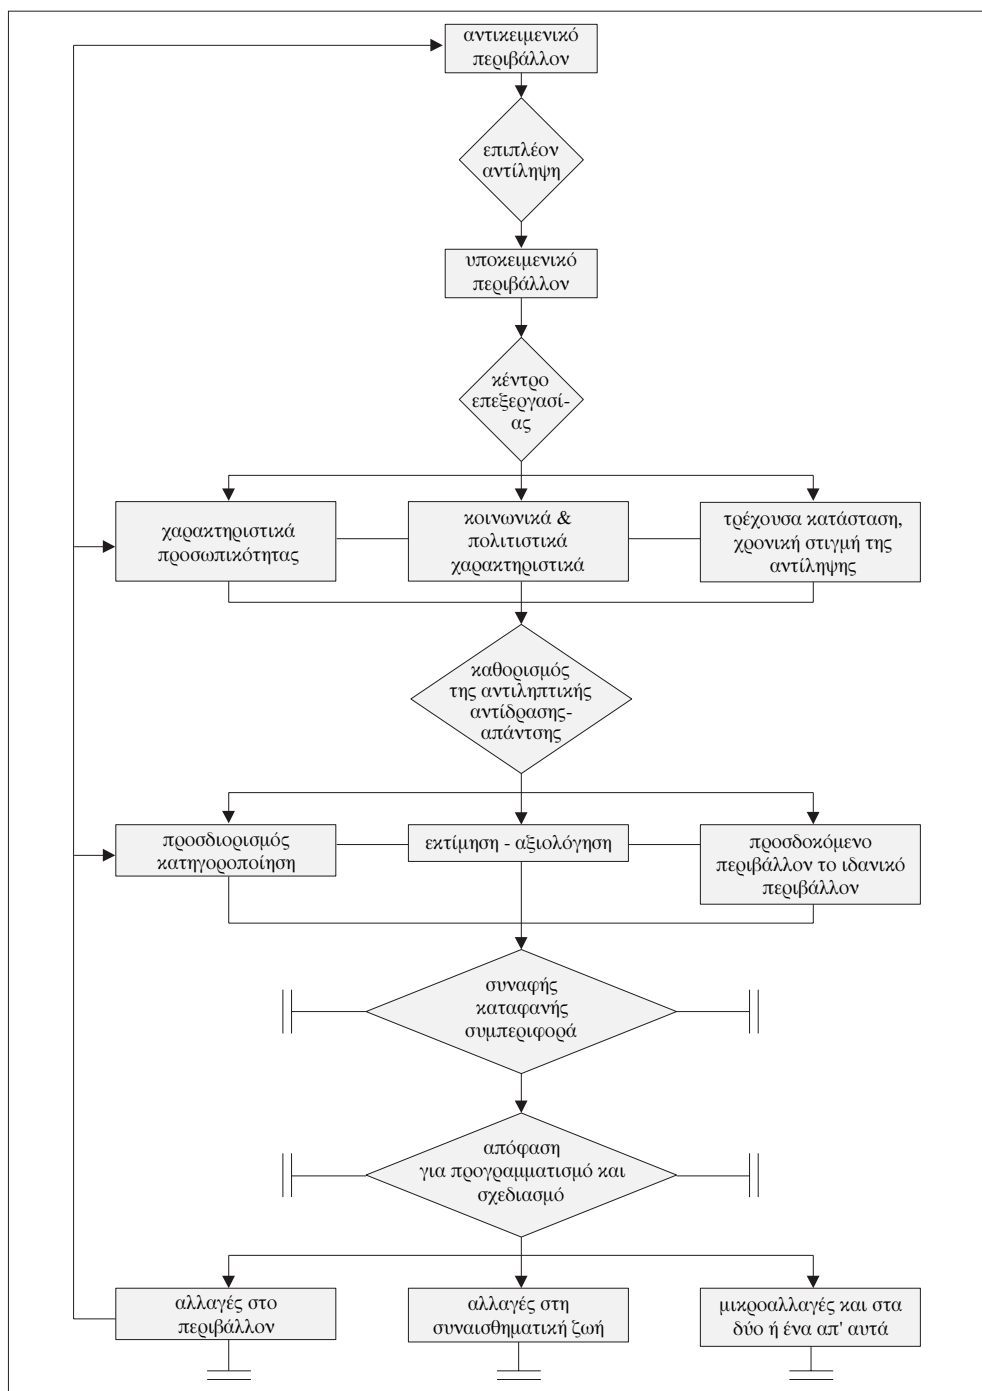 αντικειμενικό
περιβάλλον
επιπλέον
αντίληψη
υποκειμενικό
περιβάλλον
κέντρο
επεξεργασί-
ας
χαρακτηριστικά
προσωπικότητας
κοινωνικά &
πολιτιστικά
χαρακτηριστικά
τρέχουσα κατάσταση,
χρονική στιγμή της
αντίληψης
καθορισμός
της αντιληπτικής
αντίδρασης-
απάντσης
προσδιορισμός
κατηγοροποίηση
εκτίμηση - αξιολόγηση
προσδοκόμενο
περιβάλλον το ιδανικό
περιβάλλον
συναφής
καταφανής
συμπεριφορά
απόφαση
για προγραμματισμό και
σχεδιασμό
αλλαγές στο
περιβάλλον
αλλαγές στη
συναισθηματική ζωή
μικροαλλαγές και στα
δύο ή ένα απ' αυτά